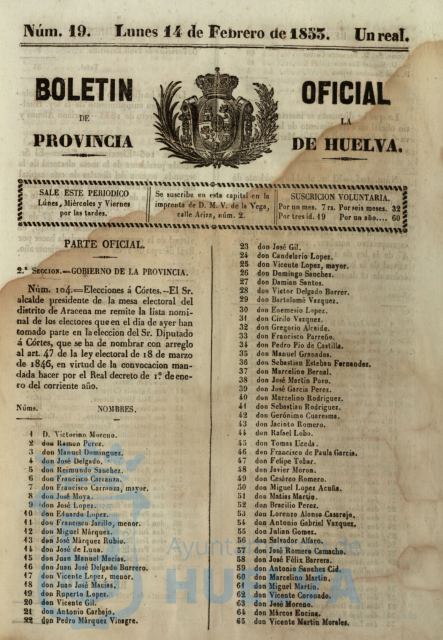 Núm. 19. Lunes 14 de Febrero de 1853. Un real.
BOLETIN OFICIAL
DE LA
PROVINCIA DE HUELVA.
SALE ESTE PERIODICO
Lúnes, Miércoles y Viernes
por las tardes.
Se suscribe en esta capital en la
imprenta de D. M. V. de la Vega,
calle Ariza, núm. 2.
SUSCRICION VOLUNTARIA.
Por un mes. 7 rs. Por seis meses. 32
Por tres id. 19 Por un año.... 60
PARTE OFICIAL.
2.ª Seccion.—GOBIERNO DE LA PROVINCIA.
Núm. 104.—Elecciones á Córtes.—El Sr.
alcalde presidente de la mesa electoral del
distrito de Aracena me remite la lista nomi-
nal de los electores que en el dia de ayer han
tomado parte en la eleccion del Sr. Diputado
á Córtes, que se ha de nombrar con arreglo
al art. 47 de la ley electoral de 18 de marzo
de 1846, en virtud de la convocacion man-
dada hacer por el Real decreto de 1.º de ene-
ro del corriente año.
Núms. NOMBRES.
1 D. Victorino Moreno.
2 don Ramon Perez.
3 don Manuel Dominguez.
4 don José Delgado.
5 don Reimundo Sanchez.
6 don Francisco Carranza.
7 don Francisco Carranza, mayor.
8 don José Moya.
9 don José Lopez.
10 don Eduardo Lopez.
11 don Francisco Jarillo, menor.
12 don Miguel Márquez.
13 don José Márquez Rubio.
14 don José de Luna.
15 don Juan Manuel Macías.
16 don Juan José Delgado Burrero.
17 don Vicente Lopez, menor.
18 don Juan José Macías.
19 don Ruperto Lopez.
20 don Vicente Gil.
21 don Antonio Carbajo.
22 don Pedro Márquez Vinagre.
23 don José Gil.
24 don Candelario Lopez.
25 don Vicente Lopez, mayor.
26 don Domingo Sanchez.
27 don Damian Santos.
28 don Victor Delgado Barrer.
29 don Bartolomé Vazquez.
30 don Enemesio Lopez.
31 don Cirilo Vazquez.
32 don Gregorio Alcaide.
33 don Francisco Parreño.
34 don Pedro Pio de Castilla.
35 don Manuel Granados.
36 don Sebastian Esteban Fernandez.
37 don Marcelino Bernal.
38 don José Martin Pozo.
39 don José Garcia Perez.
40 don Marcelino Rodriguez.
41 don Sebastian Rodriguez.
42 don Gerónimo Cuaresma.
43 don Jacinto Romero.
44 don Rafael Lobo.
45 don Tomas Uceda.
46 don Francisco de Paula Garcia.
47 don Felipe Tobar.
48 don Javier Moron.
49 don Cesáreo Romero.
50 don Miguel Lopez Acuña.
51 don Matias Martin.
52 don Bracilio Perez.
53 don Lorenzo Alonso Castrejo.
54 don Antonio Gabriel Vazquez.
55 don Julian Gomez.
56 don Salvador Alfaro.
57 don José Romero Camacho.
58 don José Félix Barrera.
59 don Antonio Sanchez Cid.
60 don Marcelino Martin.
61 don Miguel Martin.
62 don Vicente Coronado.
63 don José Moreno.
64 don Márcos Encina.
65 don Vicente Martin Morales.
HUELVA